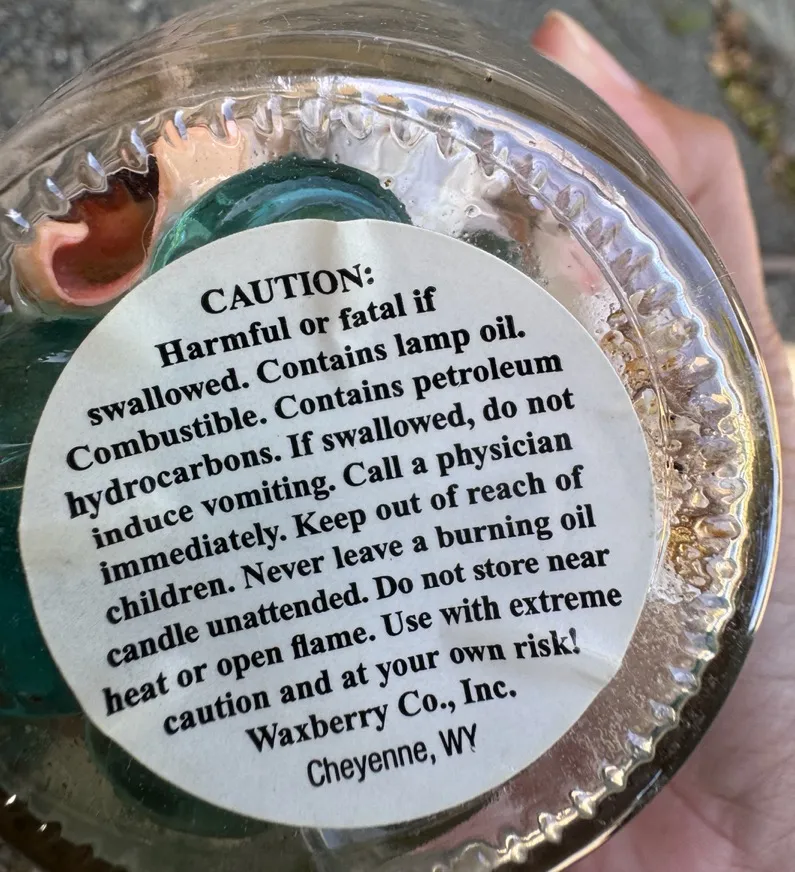 CAUTION:
Harmful or fatal if
swallowed. Contains lamp oil.
Combustible. Contains petroleum
hydrocarbons. If swallowed, do not
induce vomiting. Call a physician
immediately. Keep out of reach of
children. Never leave a burning oil
candle unattended. Do not store near
heat or open flame. Use with extreme
caution and at your own risk!
Waxberry Co., Inc.
Cheyenne, WY